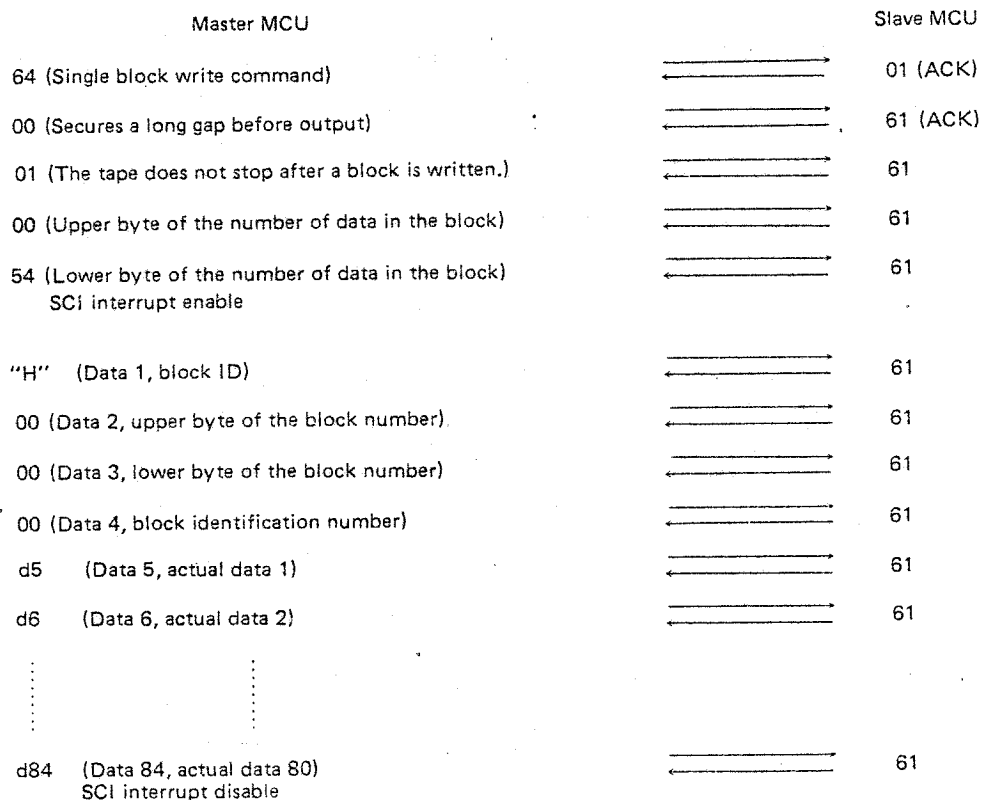 Master MCU Slave MCU
64 (Single block write command) 01 (ACK)
00 (Secures a long gap before output) 61 (ACK)
01 (The tape does not stop after a block is written.) 61
00 (Upper byte of the number of data in the block) 61
54 (Lower byte of the number of data in the block) 61
SCI interrupt enable
"H" (Data 1, block ID) 61
00 (Data 2, upper byte of the block number) 61
00 (Data 3, lower byte of the block number) 61
00 (Data 4, block identification number) 61
d5 (Data 5, actual data 1) 61
d6 (Data 6, actual data 2) 61
d84 (Data 84, actual data 80) 61
SCI interrupt disable